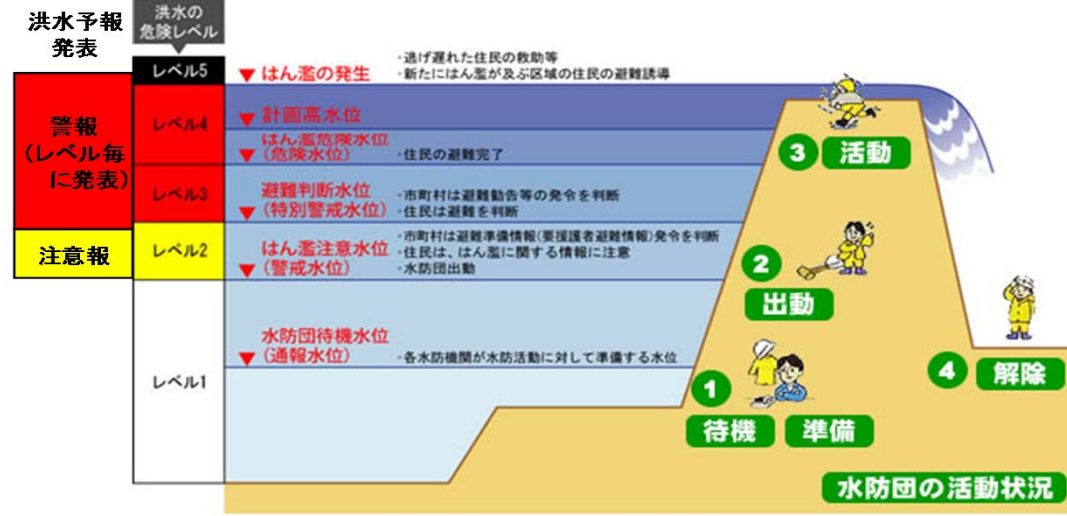 洪水予報
発表
洪水の
危険レベル
警報
(レベル毎
に発表)
注意報
レベル5
▼はん濫の発生
・逃げ遅れた住民の救助等
・新たにはん濫が及ぶ区域の住民の避難誘導
レベル4
▼計画高水位
はん濫危険水位
▼(危険水位)
・住民の避難完了
レベル3
避難判断水位
▼(特別警戒水位)
・市町村は避難勧告等の発令を判断
・住民は避難を判断
レベル2
はん濫注意水位
▼(警戒水位)
・市町村は避難準備情報(要援護者避難情報)発令を判断
・住民は、はん濫に関する情報に注意
・水防団出動
レベル1
水防団待機水位
▼(通報水位)
・各水防機関が水防活動に対して準備する水位
3 活動
2
出動
1
待機 準備
4 解除
水防団の活動状況